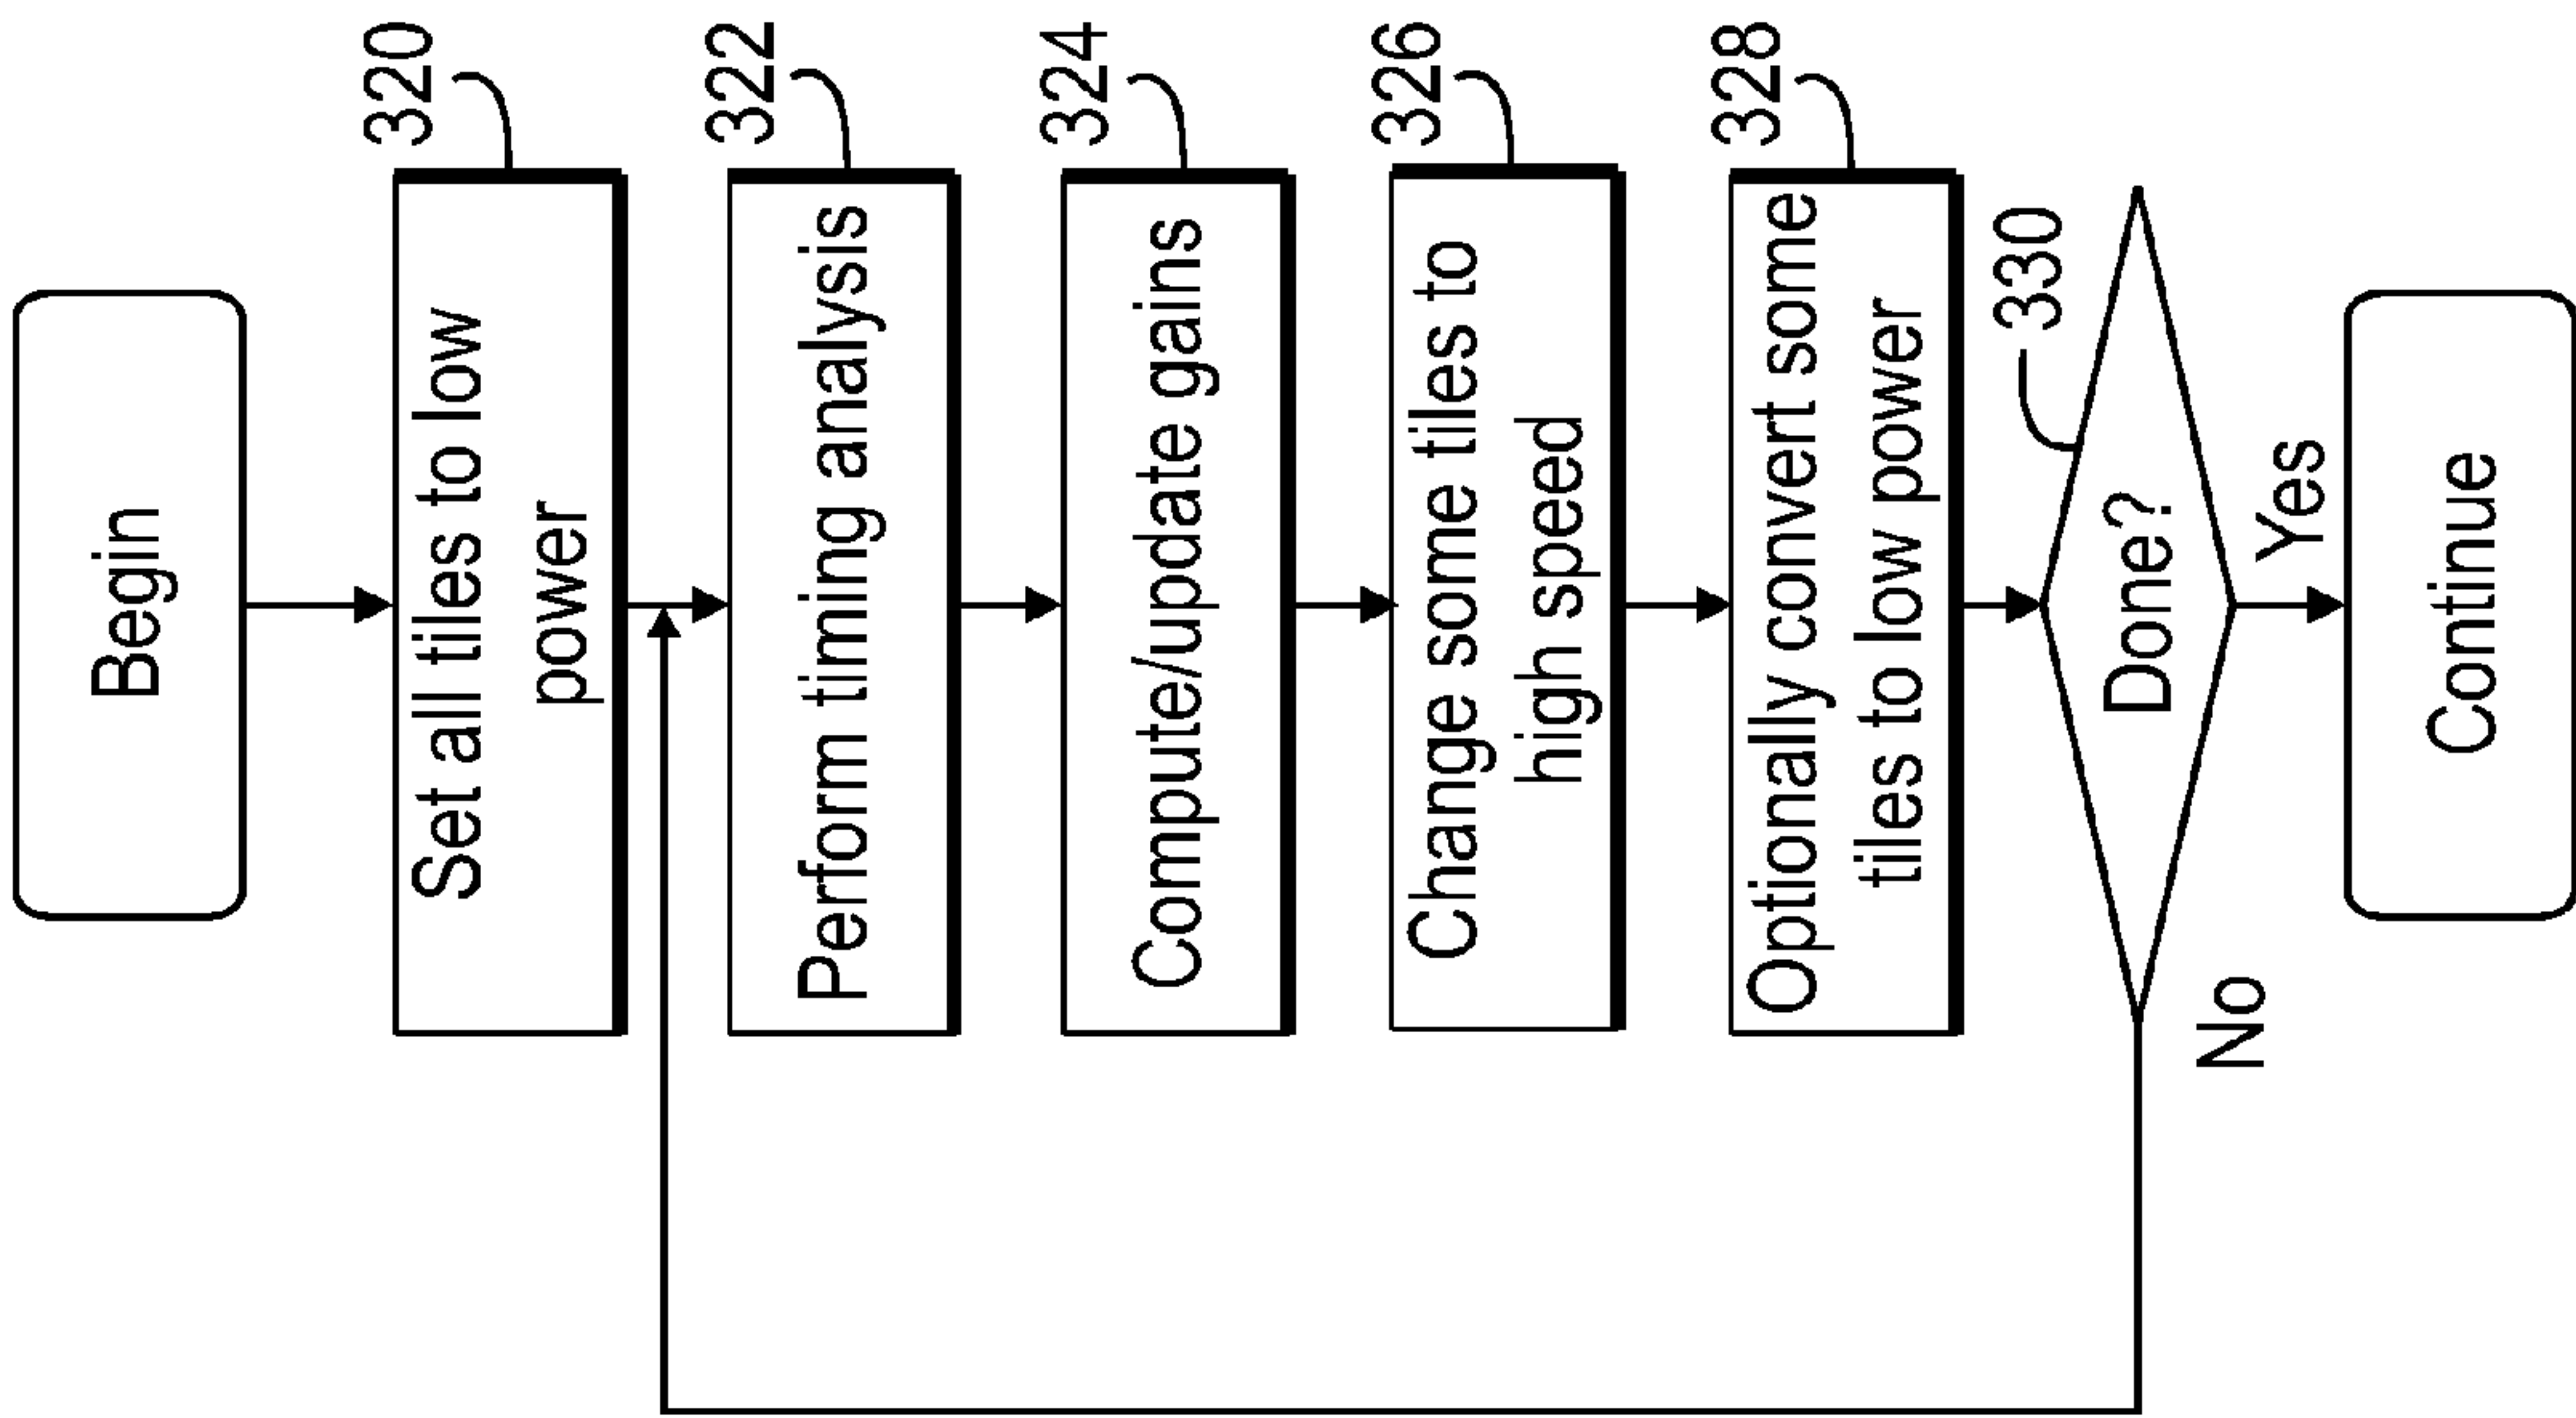 Begin
320
Set all tiles to low
power
322
Perform timing analysis
324
Compute/update gains
326
Change some tiles to
high speed
328
Optionally convert some
tiles to low power
330
Done?
No
Yes
Continue